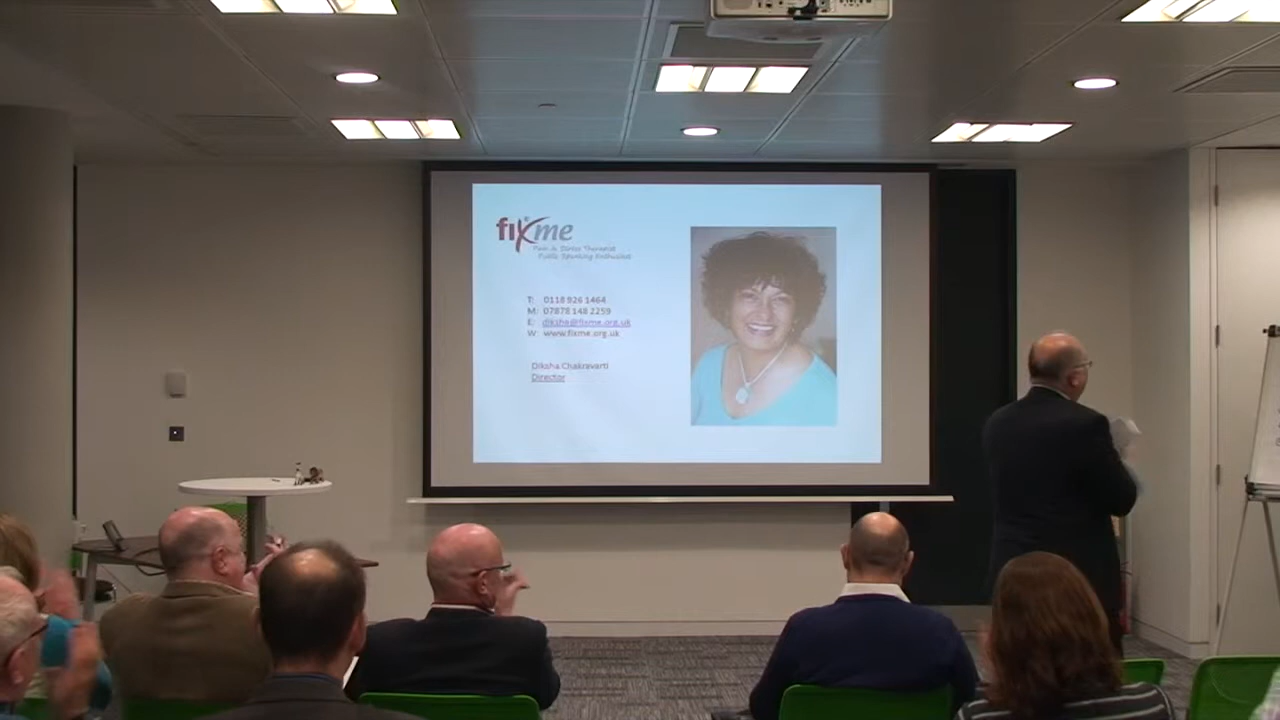 fixme
Pain & Stress Therapist
Public Speaking Enthusiast
T: 0118 926 1464
M: 07878 148 2259
E: diksha@fixme.org.uk
W: www.fixme.org.uk
Diksha Chakravarti
Director